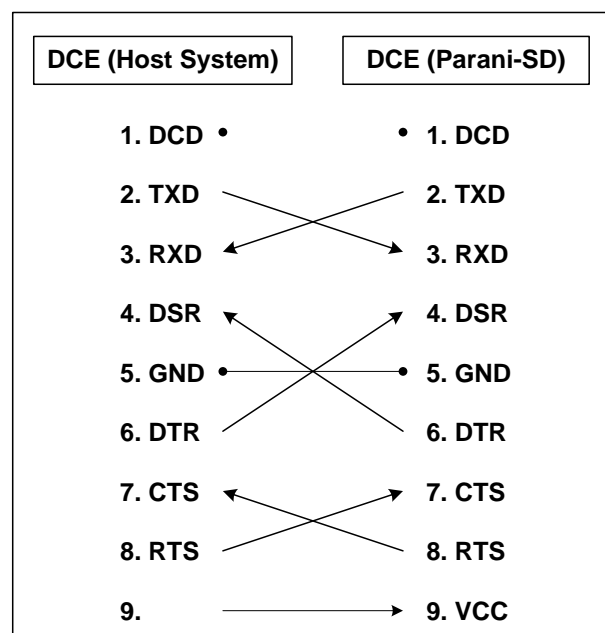 DCE (Host System) DCE (Parani-SD)
1. DCD 1. DCD
2. TXD 2. TXD
3. RXD 3. RXD
4. DSR 4. DSR
5. GND 5. GND
6. DTR 6. DTR
7. CTS 7. CTS
8. RTS 8. RTS
9. 9. VCC